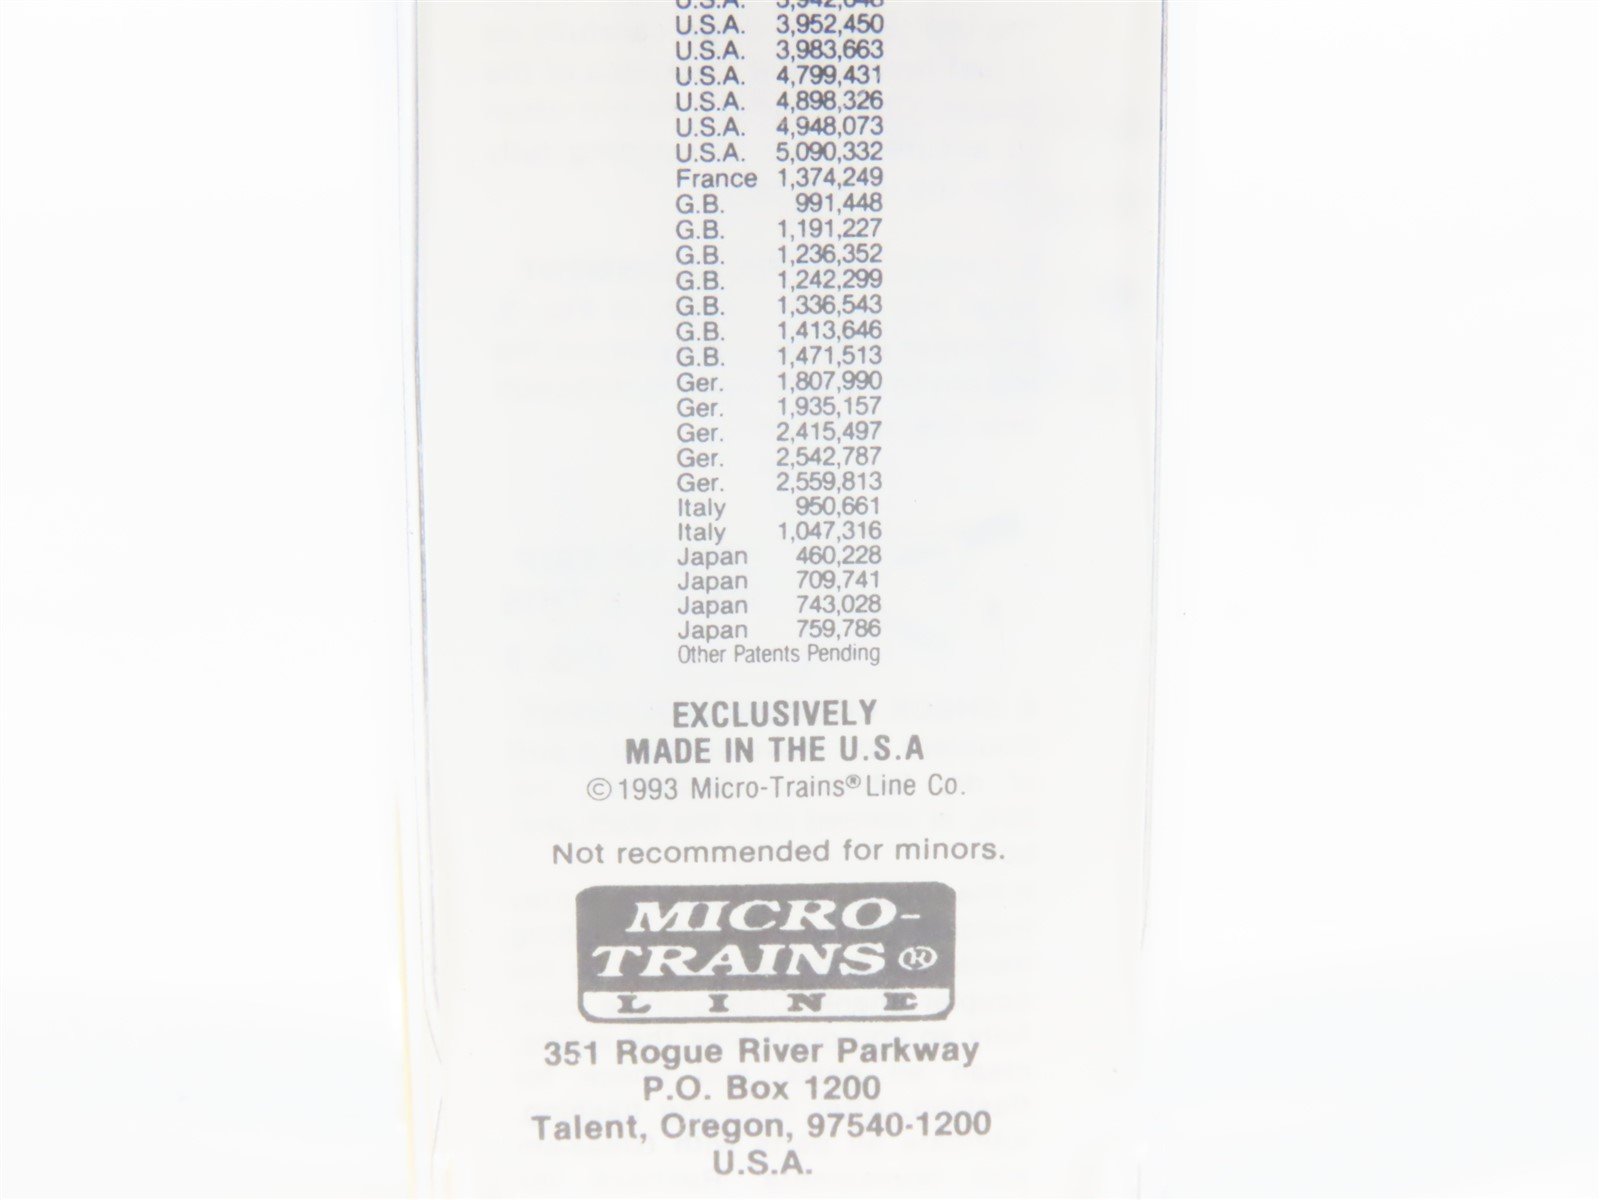 U.S.A. 3,942,648
U.S.A. 3,952,450
U.S.A. 3,983,663
U.S.A. 4,799,431
U.S.A. 4,898,326
U.S.A. 4,948,073
U.S.A. 5,090,332
France 1,374,249
G.B. 991,448
G.B. 1,191,227
G.B. 1,236,352
G.B. 1,242,299
G.B. 1,336,543
G.B. 1,413,646
G.B. 1,471,513
Ger. 1,807,990
Ger. 1,935,157
Ger. 2,415,497
Ger. 2,542,787
Ger. 2,559,813
Italy 950,661
Italy 1,047,316
Japan 460,228
Japan 709,741
Japan 743,028
Japan 759,786
Other Patents Pending
EXCLUSIVELY
MADE IN THE U.S.A
©1993 Micro-Trains® Line Co.
Not recommended for minors.
MICRO-
TRAINS®
LINE
351 Rogue River Parkway
P.O. Box 1200
Talent, Oregon, 97540-1200
U.S.A.